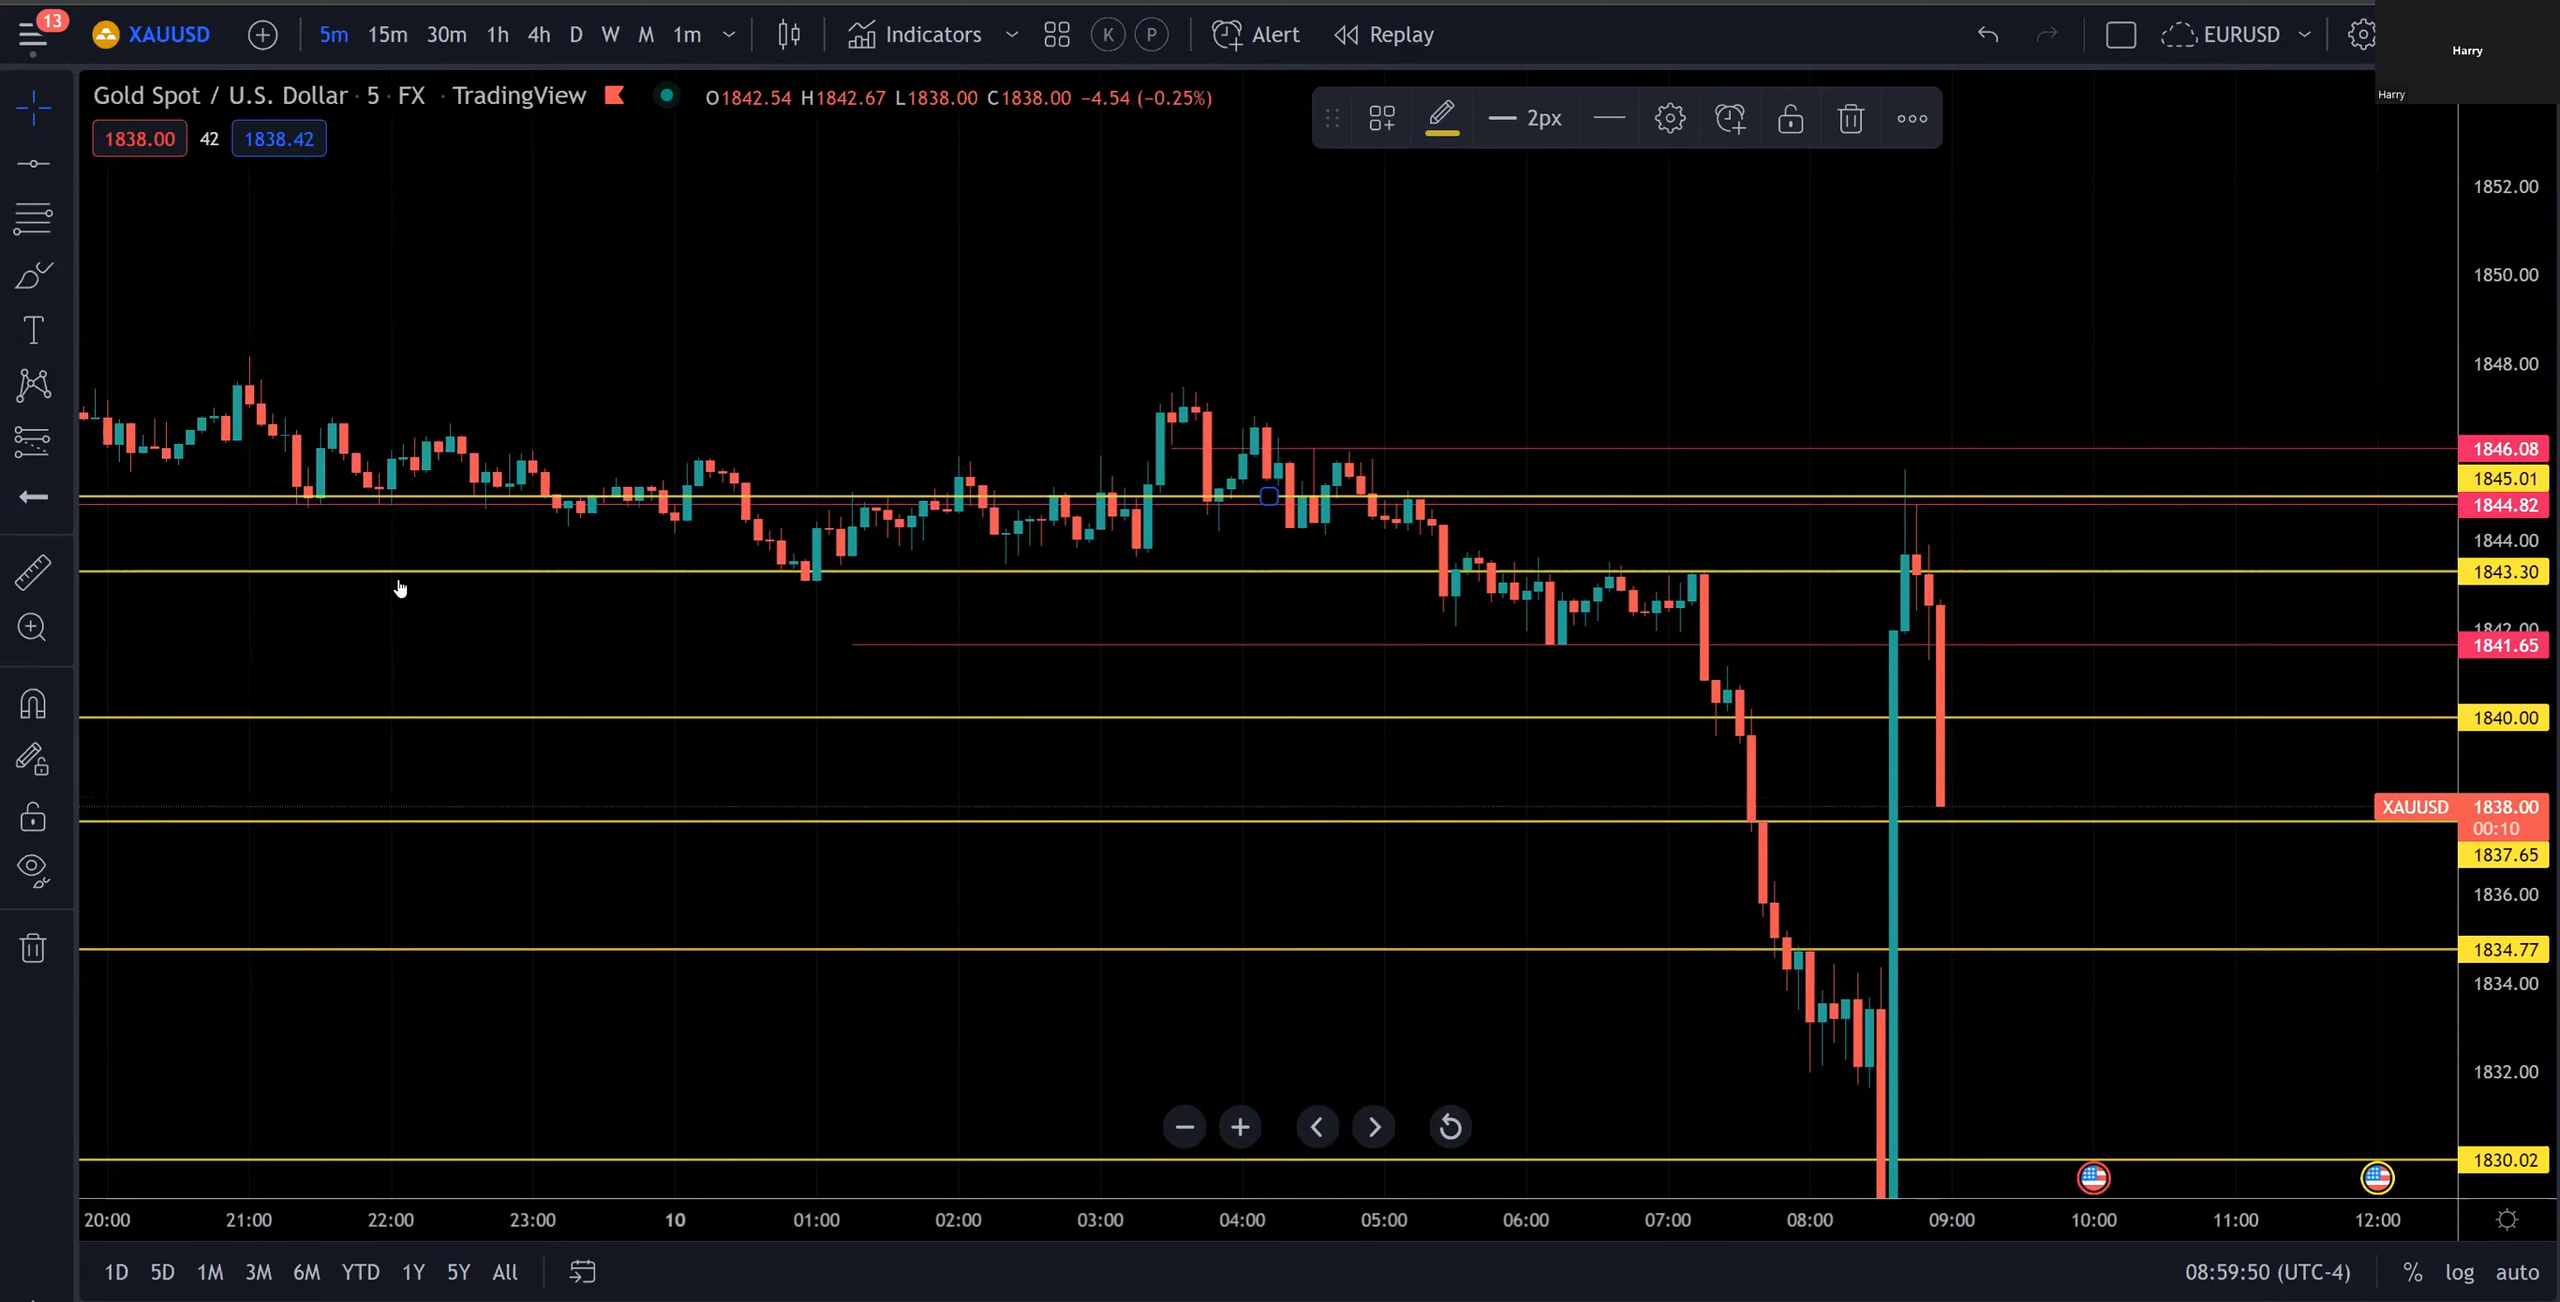 13
XAUUSD
5m 15m 30m 1h 4h D W M 1m
Indicators
K P
Alert
Replay
EURUSD
Harry
Harry
Gold Spot / U.S. Dollar · 5 · FX · TradingView
O1842.54 H1842.67 L1838.00 C1838.00 −4.54 (−0.25%)
1838.00 42 1838.42
2px
1852.00
1850.00
1848.00
1846.08
1845.01
1844.82
1844.00
1843.30
1842.00
1841.65
1840.00
XAUUSD 1838.00
00:10
1837.65
1836.00
1834.77
1834.00
1832.00
1830.02
20:00 21:00 22:00 23:00 10 01:00 02:00 03:00 04:00 05:00 06:00 07:00 08:00 09:00 10:00 11:00 12:00
1D 5D 1M 3M 6M YTD 1Y 5Y All
08:59:50 (UTC-4) % log auto